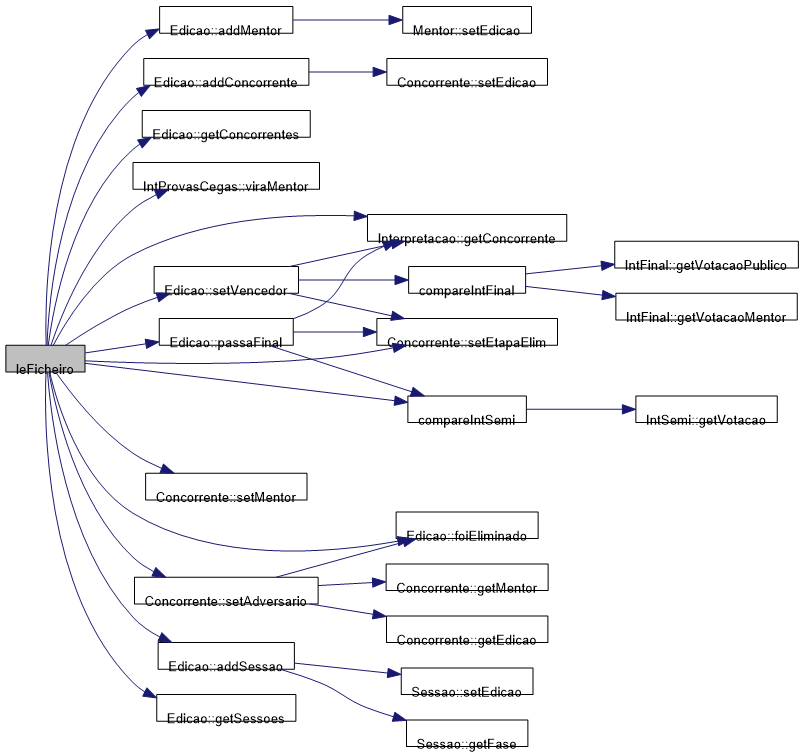 Edicao::addMentor
Mentor::setEdicao
Edicao::addConcorrente
Concorrente::setEdicao
Edicao::getConcorrentes
IntProvasCegas::viraMentor
Interpretacao::getConcorrente
IntFinal::getVotacaoPublico
Edicao::setVencedor
compareIntFinal
IntFinal::getVotacaoMentor
Edicao::passaFinal
Concorrente::setEtapaElim
leFicheiro
compareIntSemi
IntSemi::getVotacao
Concorrente::setMentor
Edicao::foiEliminado
Concorrente::getMentor
Concorrente::setAdversario
Concorrente::getEdicao
Edicao::addSessao
Sessao::setEdicao
Edicao::getSessoes
Sessao::getFase